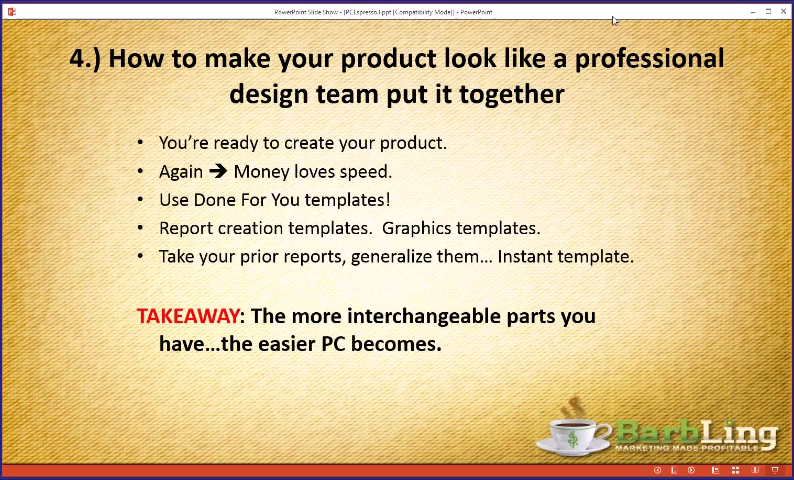 PowerPoint Slide Show - [PCEspresso3.ppt [Compatibility Mode]] - PowerPoint
4.) How to make your product look like a professional
design team put it together
• You’re ready to create your product.
• Again ➔ Money loves speed.
• Use Done For You templates!
• Report creation templates. Graphics templates.
• Take your prior reports, generalize them… Instant template.
TAKEAWAY: The more interchangeable parts you
have…the easier PC becomes.
$
BarbLing
MARKETING MADE PROFITABLE